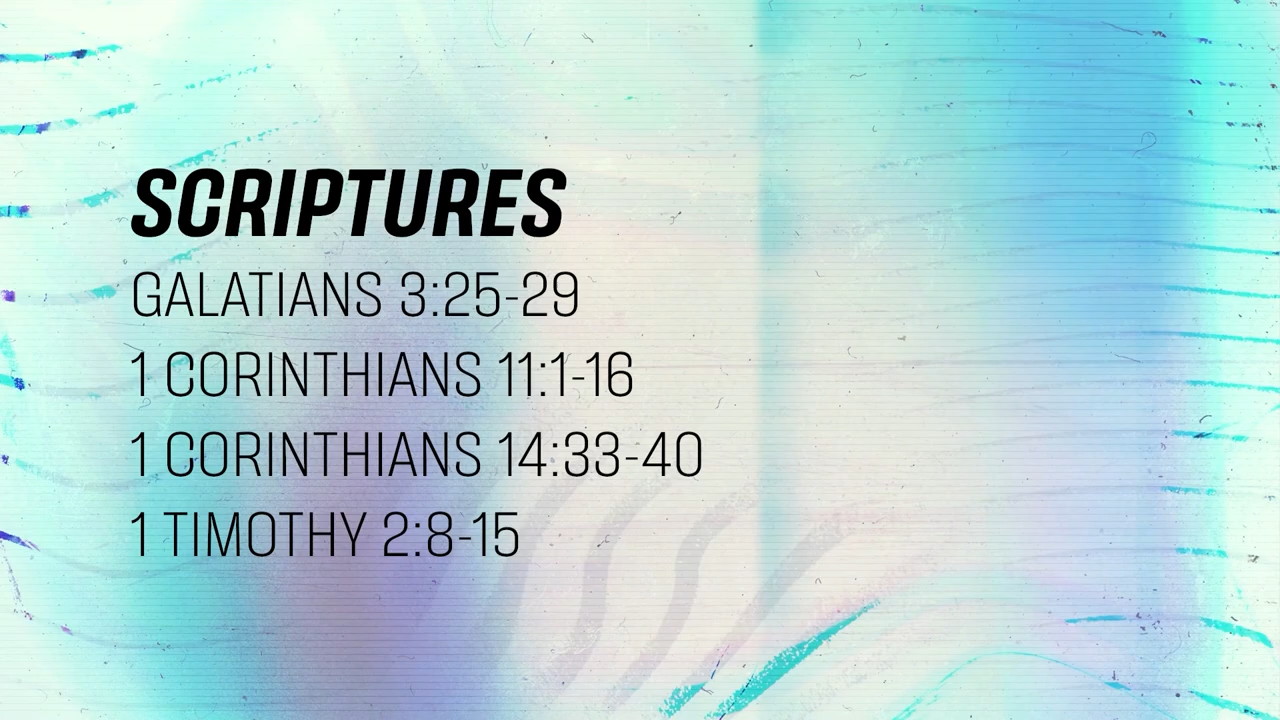 SCRIPTURES
GALATIANS 3:25-29
1 CORINTHIANS 11:1-16
1 CORINTHIANS 14:33-40
1 TIMOTHY 2:8-15